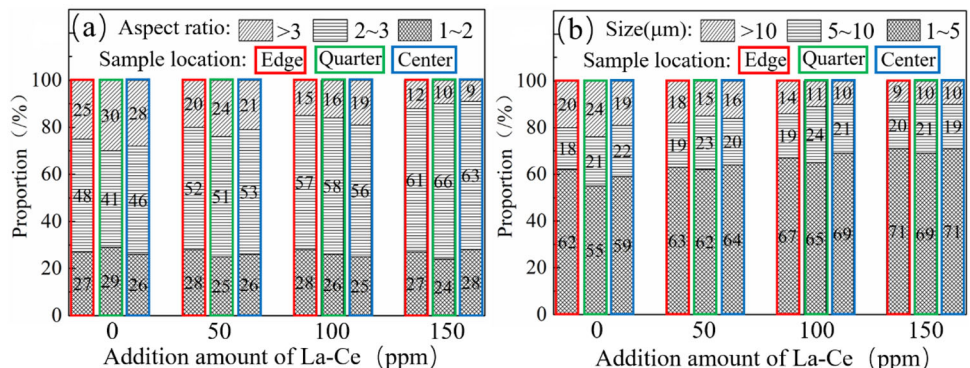 (a) Aspect ratio: >3 2~3 1~2
Sample location: Edge Quarter Center
100
80
60
40
20
0
Proportion (/%)
25 30 28
48 41 46
27 29 26
20 24 21
52 51 53
28 25 26
15 16 19
57 58 56
28 26 25
12 10 9
61 66 63
27 24 28
0 50 100 150
Addition amount of La-Ce (ppm)
(b) Size(μm): >10 5~10 1~5
Sample location: Edge Quarter Center
100
80
60
40
20
0
Proportion (/%)
20 24 19
18 21 22
62 55 59
18 15 16
19 23 20
63 62 64
14 11 10
19 24 21
67 65 69
9 10 10
20 21 19
71 69 71
0 50 100 150
Addition amount of La-Ce (ppm)